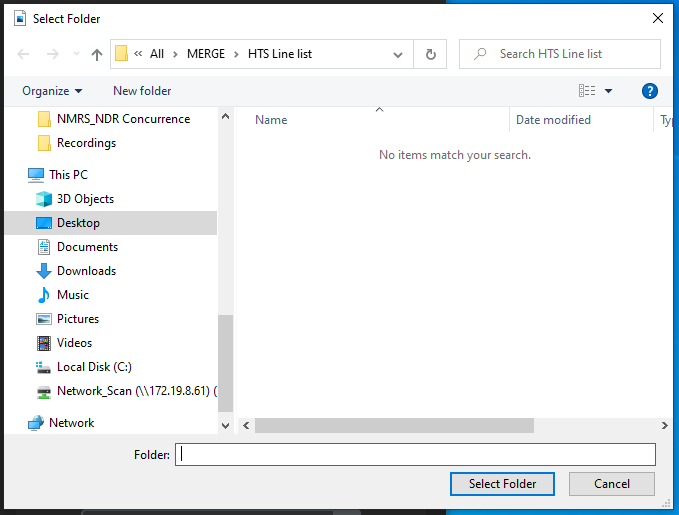 Select Folder
« All > MERGE > HTS Line list
Search HTS Line list
Organize
New folder
?
NMRS_NDR Concurrence
Recordings
This PC
3D Objects
Desktop
Documents
Downloads
Music
Pictures
Videos
Local Disk (C:)
Network_Scan (\\172.19.8.61) (
Network
Name
Date modified
Ty
No items match your search.
Folder:
Select Folder
Cancel